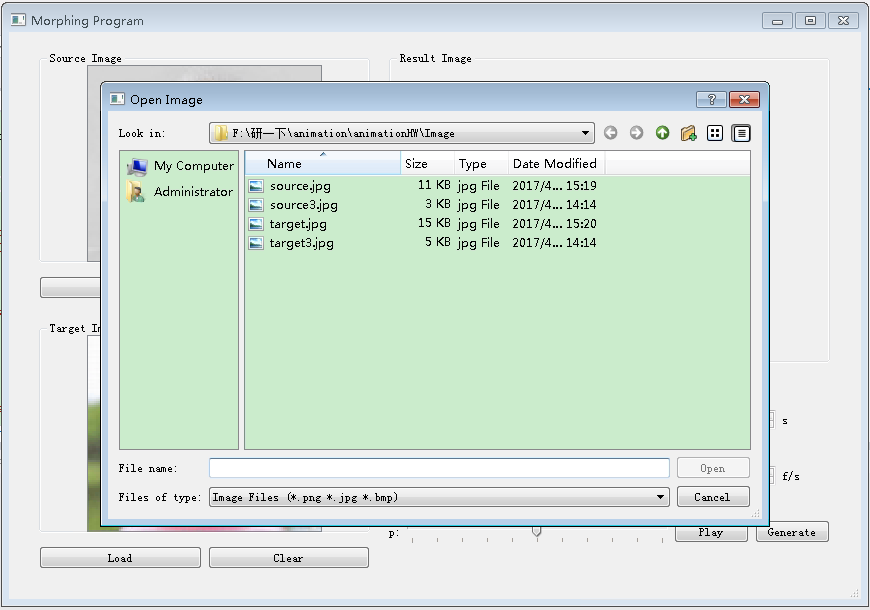 Morphing Program
Source Image
Result Image
Open Image
Look in:
F:\研一下\animation\animationHW\Image
My Computer
Administrator
Name Size Type Date Modified
source.jpg 11 KB jpg File 2017/4... 15:19
source3.jpg 3 KB jpg File 2017/4... 14:14
target.jpg 15 KB jpg File 2017/4... 15:20
target3.jpg 5 KB jpg File 2017/4... 14:14
Target I
s
File name:
Open
f/s
Files of type: Image Files (*.png *.jpg *.bmp)
Cancel
p:
Play
Generate
Load
Clear